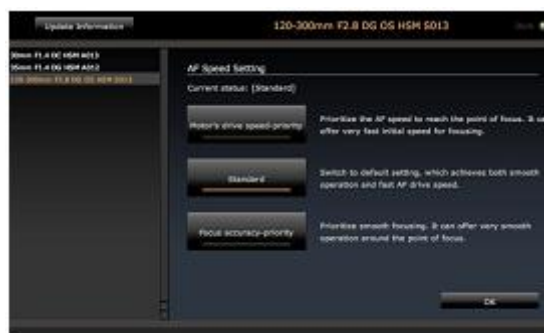 Update Information
120-300mm F2.8 DG OS HSM S013
30mm F1.4 DC HSM A013
35mm F1.4 DG HSM A012
120-300mm F2.8 DG OS HSM S013
AF Speed Setting
Current status: [Standard]
Motor's drive speed-priority
Prioritize the AF speed to reach the point of focus. It ca
offer very fast initial speed for focusing.
Standard
Switch to default setting, which achieves both smooth
operation and fast AF drive speed.
Focus accuracy-priority
Prioritize smooth focusing. It can offer very smooth
operation around the point of focus.
OK